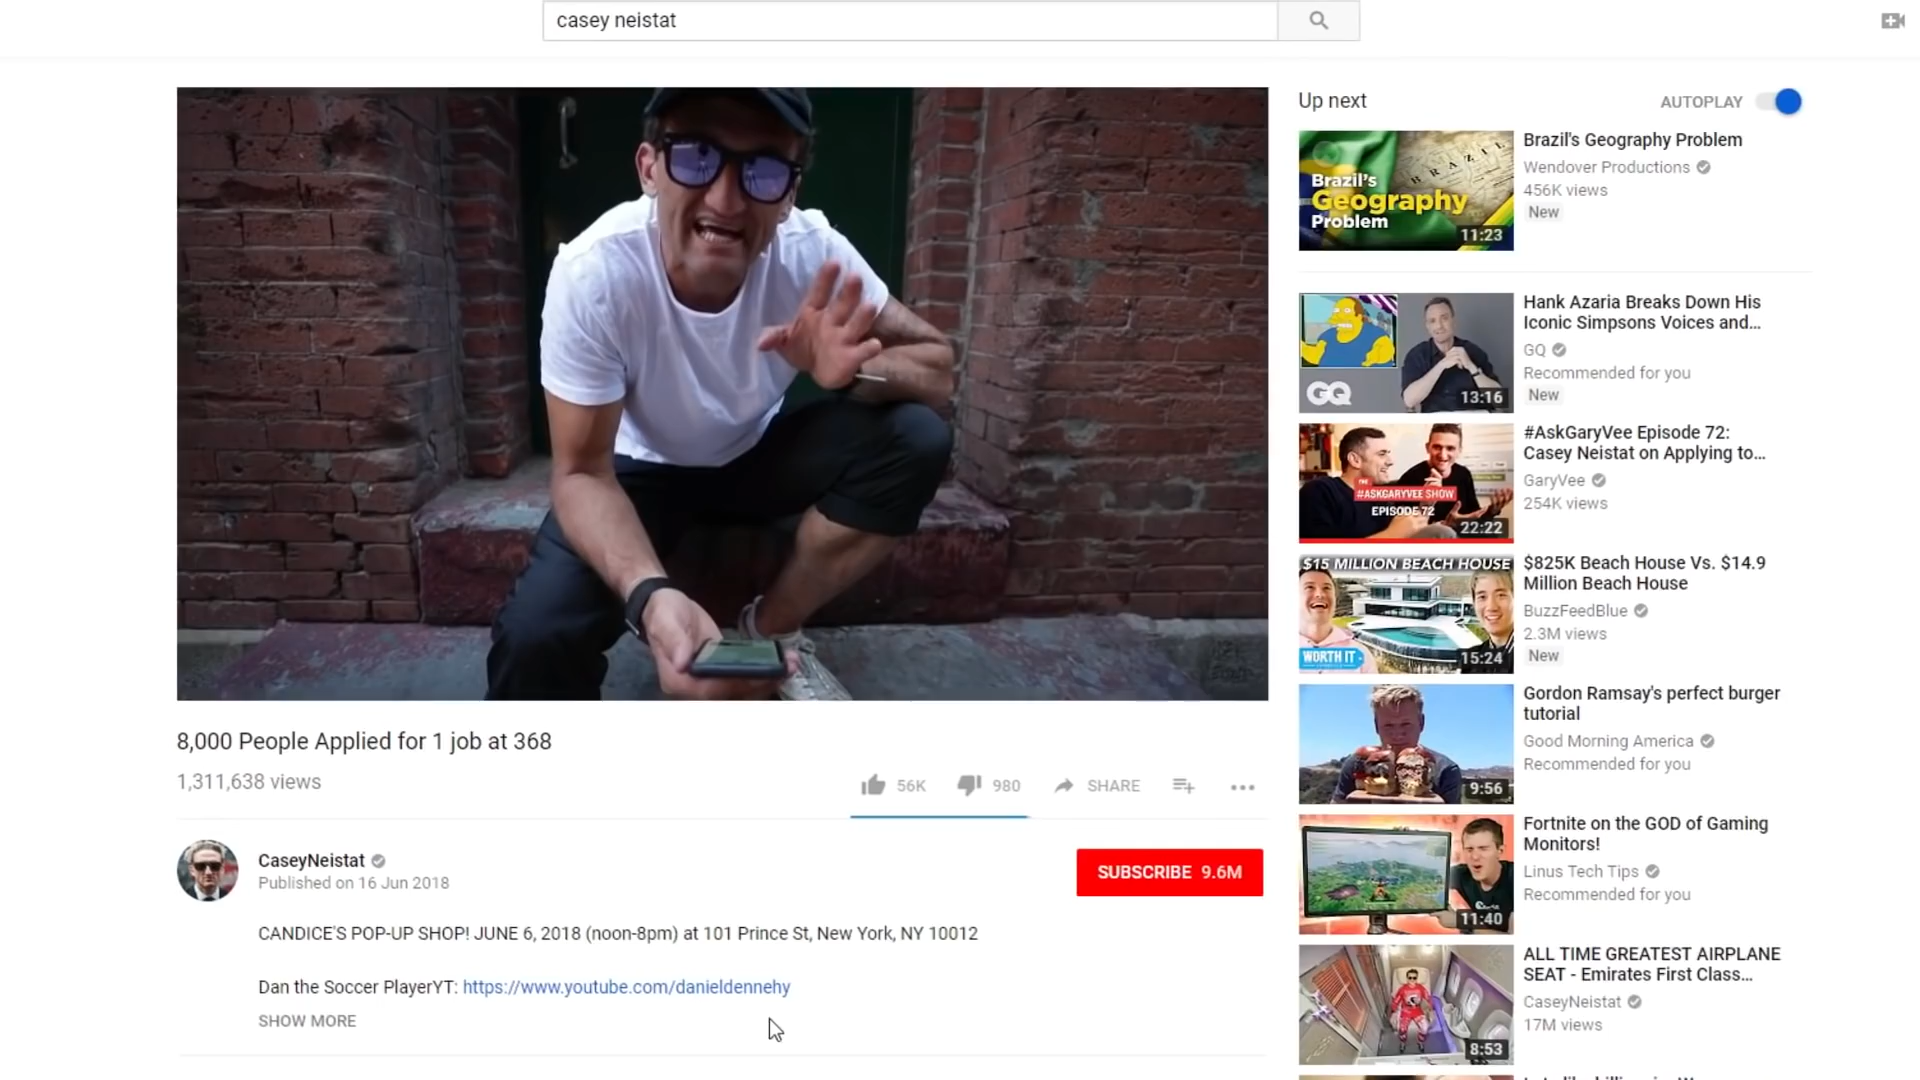 casey neistat
Up next
AUTOPLAY
Brazil's
Geography
Problem
BRAZIL
11:23
Brazil's Geography Problem
Wendover Productions
456K views
New
GQ
13:16
Hank Azaria Breaks Down His
Iconic Simpsons Voices and...
GQ
Recommended for you
New
THE
#ASKGARYVEE SHOW
EPISODE 72
22:22
#AskGaryVee Episode 72:
Casey Neistat on Applying to...
GaryVee
254K views
$15 MILLION BEACH HOUSE
WORTH IT
15:24
$825K Beach House Vs. $14.9
Million Beach House
BuzzFeedBlue
2.3M views
New
9:56
Gordon Ramsay's perfect burger
tutorial
Good Morning America
Recommended for you
11:40
Fortnite on the GOD of Gaming
Monitors!
Linus Tech Tips
Recommended for you
8:53
ALL TIME GREATEST AIRPLANE
SEAT - Emirates First Class...
CaseyNeistat
17M views
8,000 People Applied for 1 job at 368
1,311,638 views
56K
980
SHARE
CaseyNeistat
Published on 16 Jun 2018
SUBSCRIBE 9.6M
CANDICE'S POP-UP SHOP! JUNE 6, 2018 (noon-8pm) at 101 Prince St, New York, NY 10012
Dan the Soccer PlayerYT: https://www.youtube.com/danieldennehy
SHOW MORE